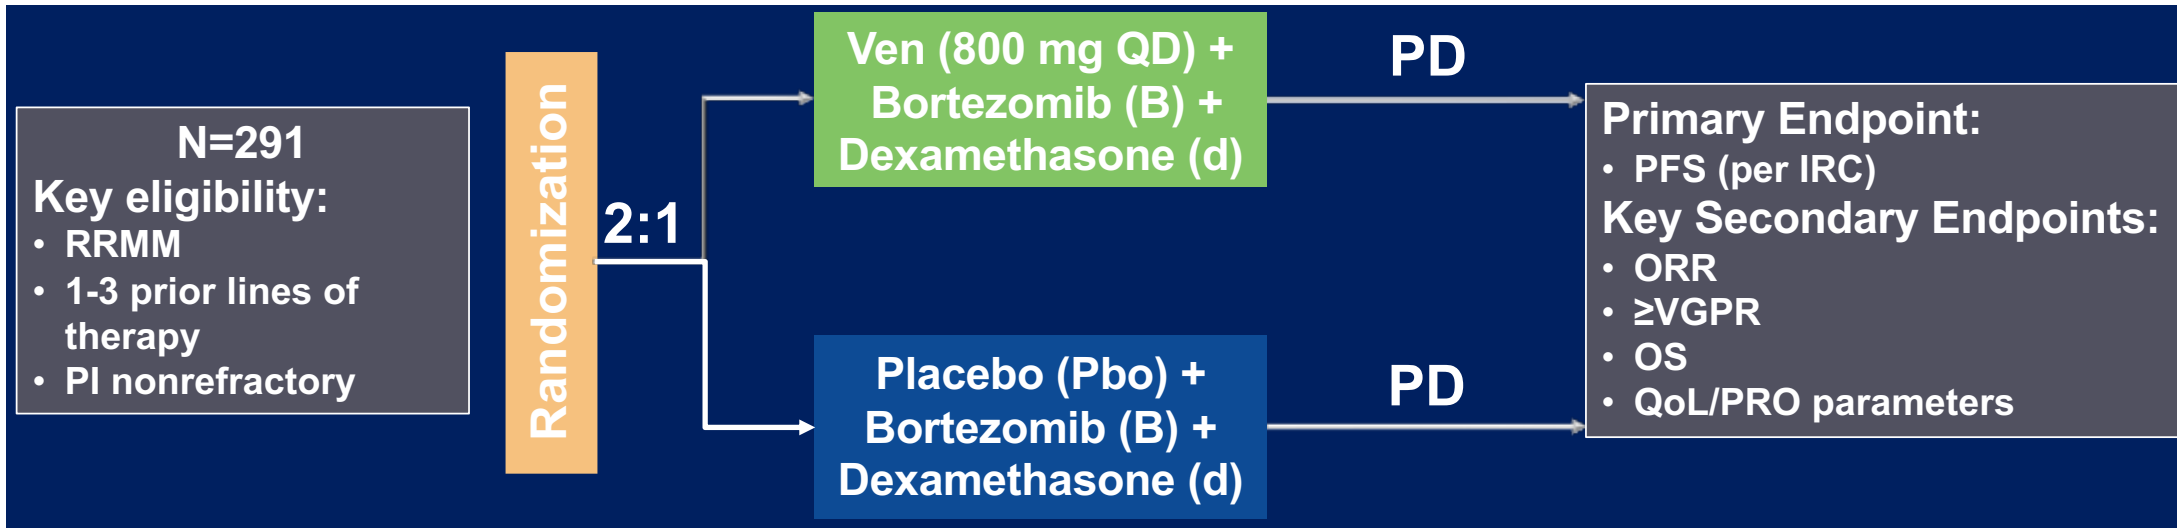 N=291
Key eligibility:
• RRMM
• 1-3 prior lines of
therapy
• PI nonrefractory
Randomization
2:1
Ven (800 mg QD) +
Bortezomib (B) +
Dexamethasone (d)
PD
Placebo (Pbo) +
Bortezomib (B) +
Dexamethasone (d)
PD
Primary Endpoint:
• PFS (per IRC)
Key Secondary Endpoints:
• ORR
• ≥VGPR
• OS
• QoL/PRO parameters